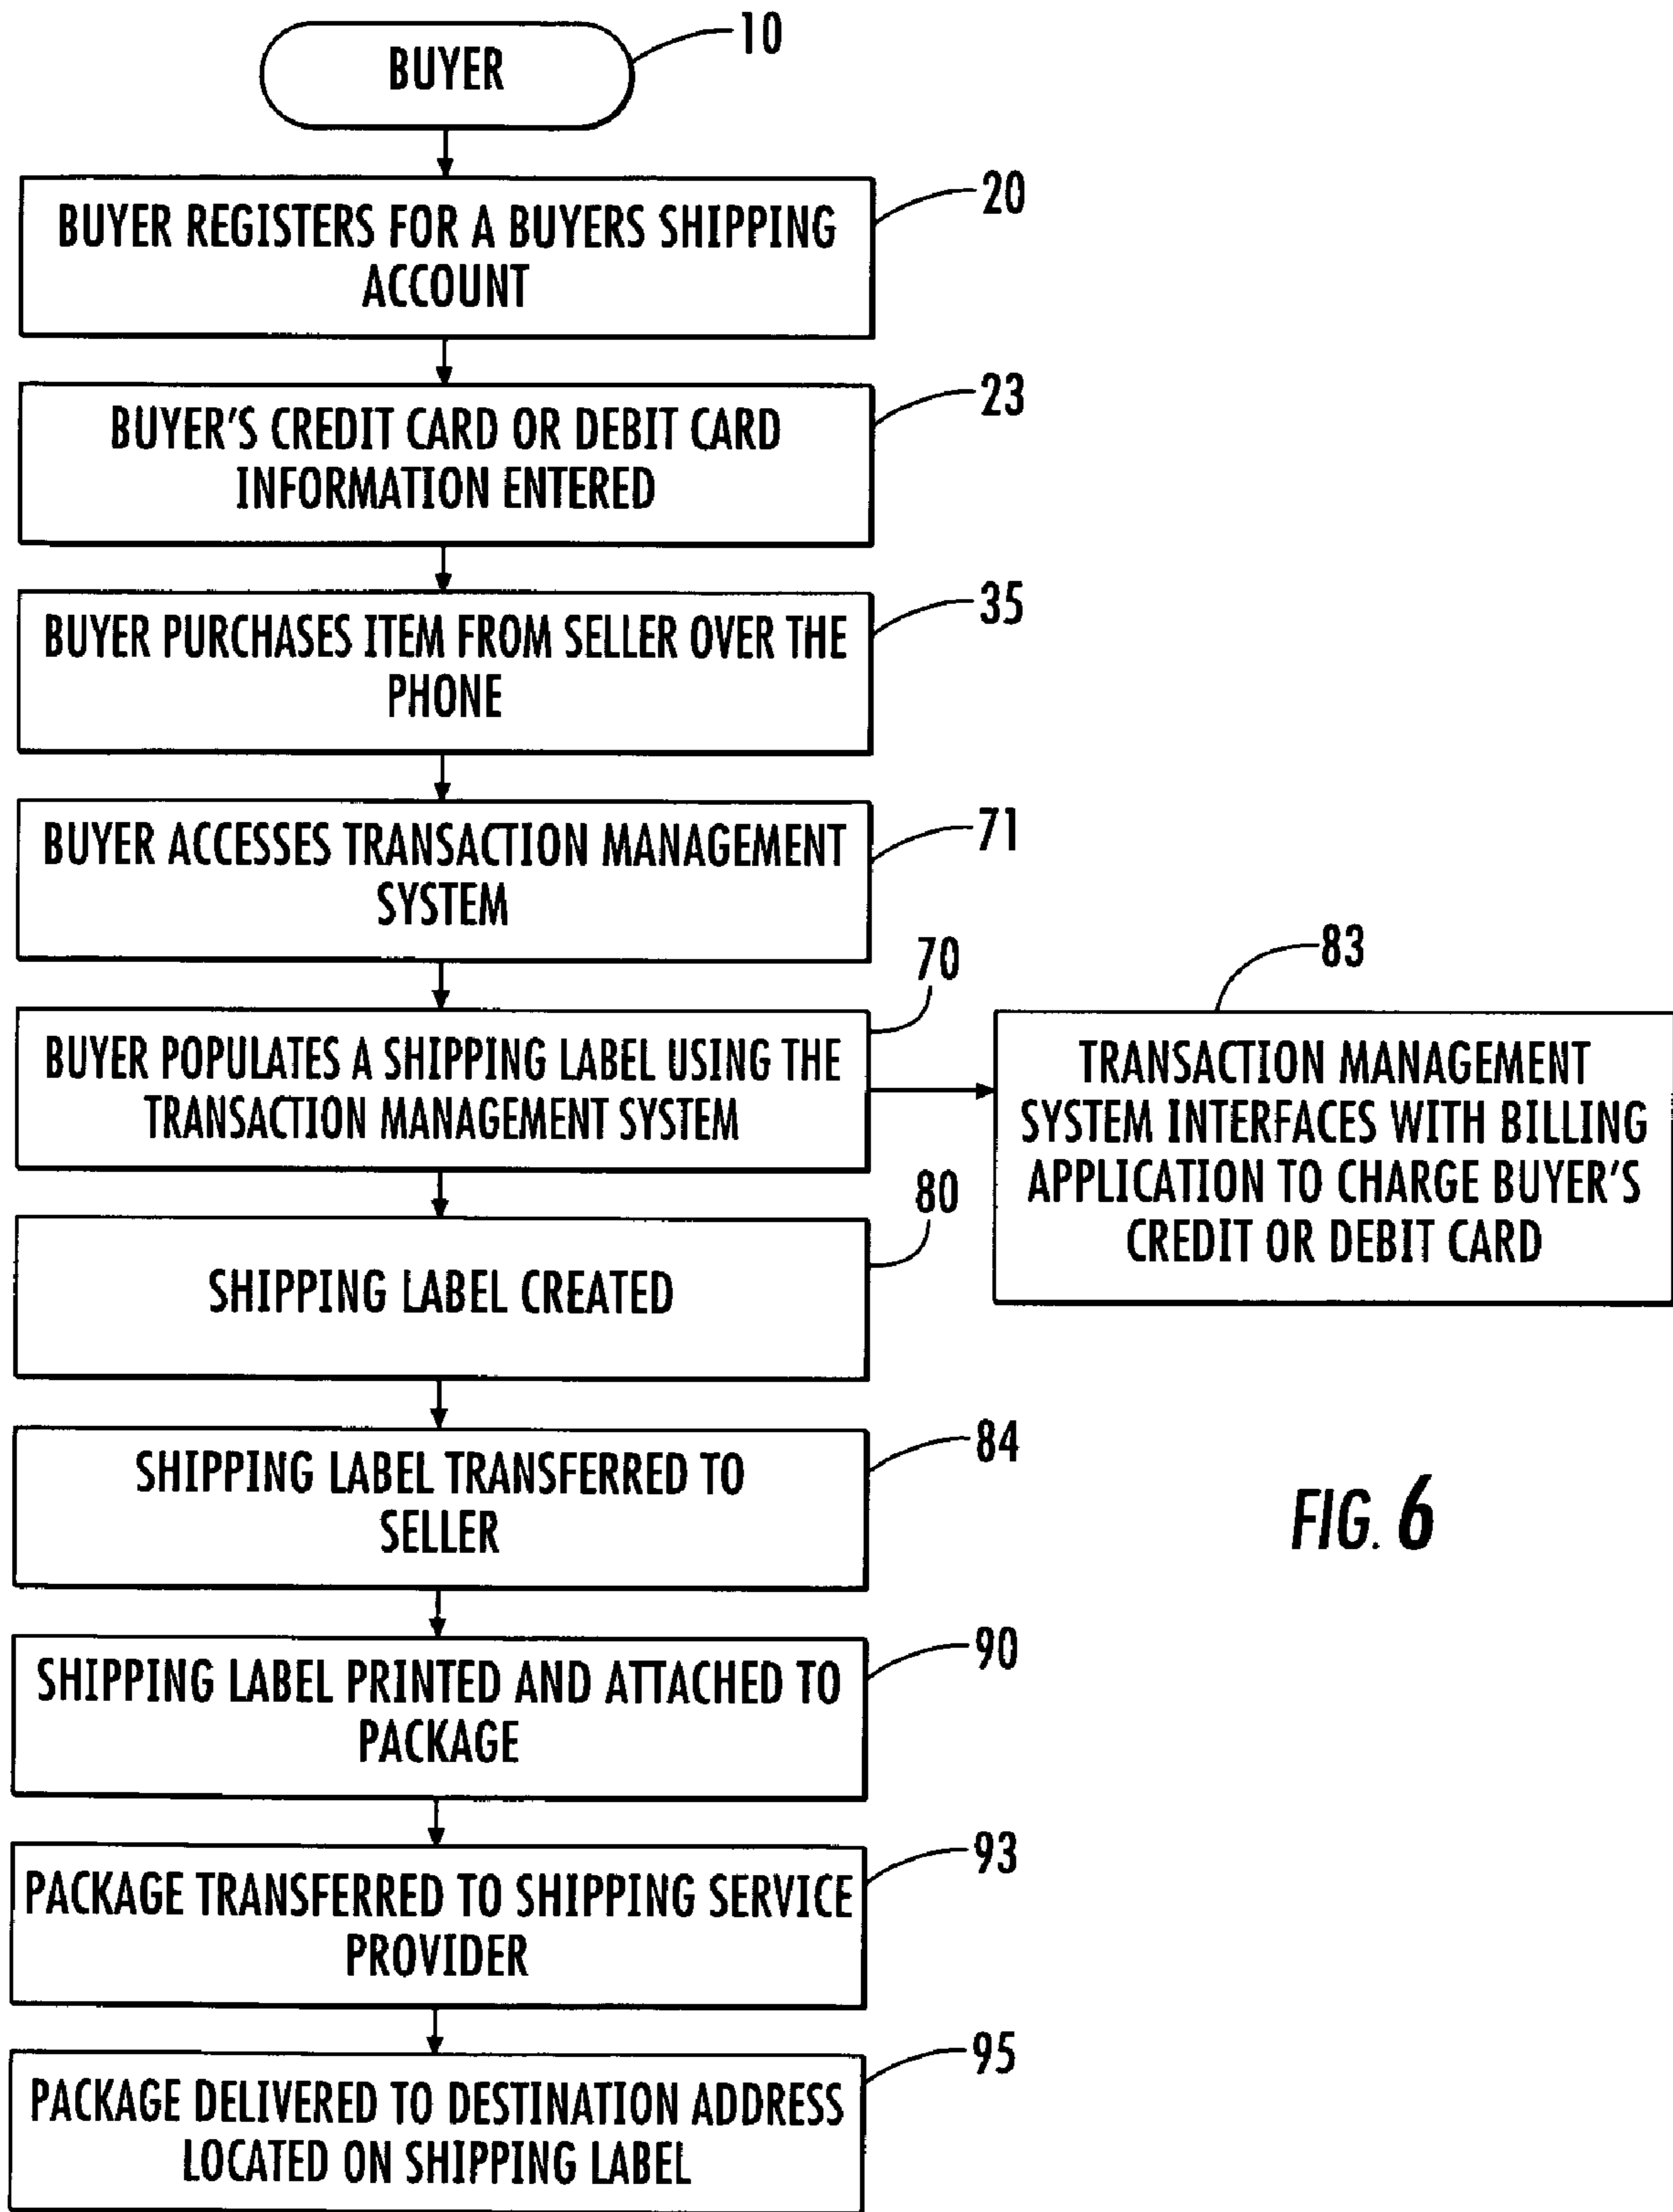 BUYER
10
BUYER REGISTERS FOR A BUYERS SHIPPING
ACCOUNT
20
BUYER'S CREDIT CARD OR DEBIT CARD
INFORMATION ENTERED
23
BUYER PURCHASES ITEM FROM SELLER OVER THE
PHONE
35
BUYER ACCESSES TRANSACTION MANAGEMENT
SYSTEM
71
BUYER POPULATES A SHIPPING LABEL USING THE
TRANSACTION MANAGEMENT SYSTEM
70
TRANSACTION MANAGEMENT
SYSTEM INTERFACES WITH BILLING
APPLICATION TO CHARGE BUYER'S
CREDIT OR DEBIT CARD
83
SHIPPING LABEL CREATED
80
SHIPPING LABEL TRANSFERRED TO
SELLER
84
SHIPPING LABEL PRINTED AND ATTACHED TO
PACKAGE
90
PACKAGE TRANSFERRED TO SHIPPING SERVICE
PROVIDER
93
PACKAGE DELIVERED TO DESTINATION ADDRESS
LOCATED ON SHIPPING LABEL
95
FIG. 6